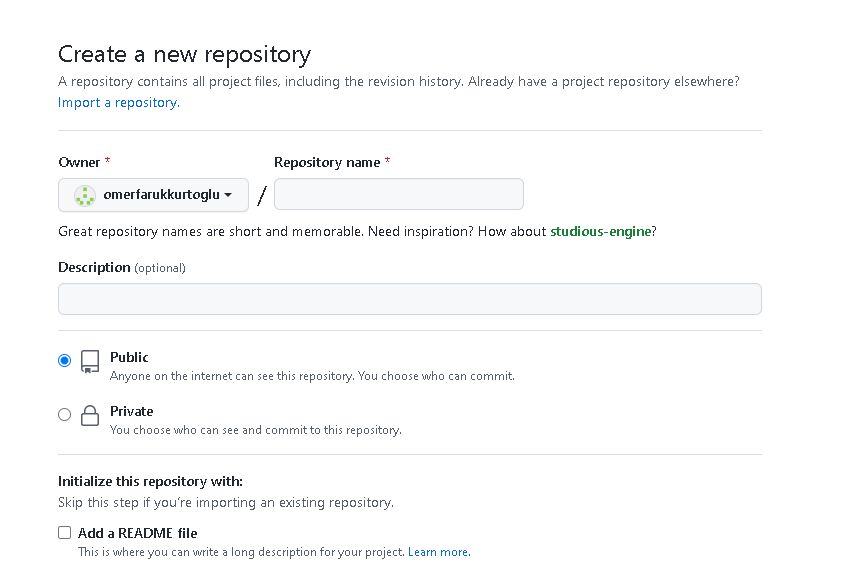 Create a new repository
A repository contains all project files, including the revision history. Already have a project repository elsewhere?
Import a repository.
Owner * Repository name *
omerfarukkurtoglu /
Great repository names are short and memorable. Need inspiration? How about studious-engine?
Description (optional)
Public
Anyone on the internet can see this repository. You choose who can commit.
Private
You choose who can see and commit to this repository.
Initialize this repository with:
Skip this step if you're importing an existing repository.
Add a README file
This is where you can write a long description for your project. Learn more.